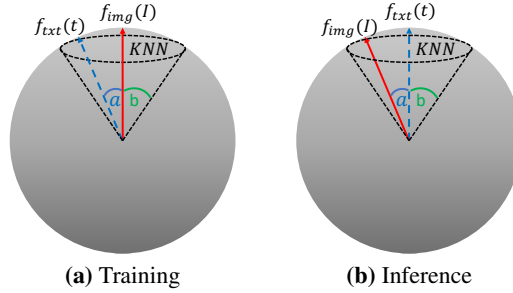 f_img(I)
f_txt(t)
KNN
a b
(a) Training
f_txt(t)
f_img(I)
KNN
a b
(b) Inference